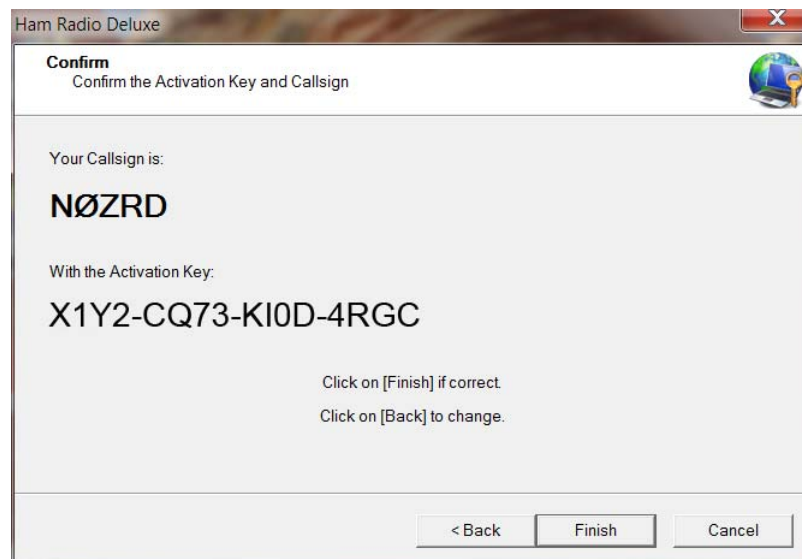 Ham Radio Deluxe
Confirm
Confirm the Activation Key and Callsign
Your Callsign is:
NØZRD
With the Activation Key:
X1Y2-CQ73-KI0D-4RGC
Click on [Finish] if correct.
Click on [Back] to change.
< Back Finish Cancel